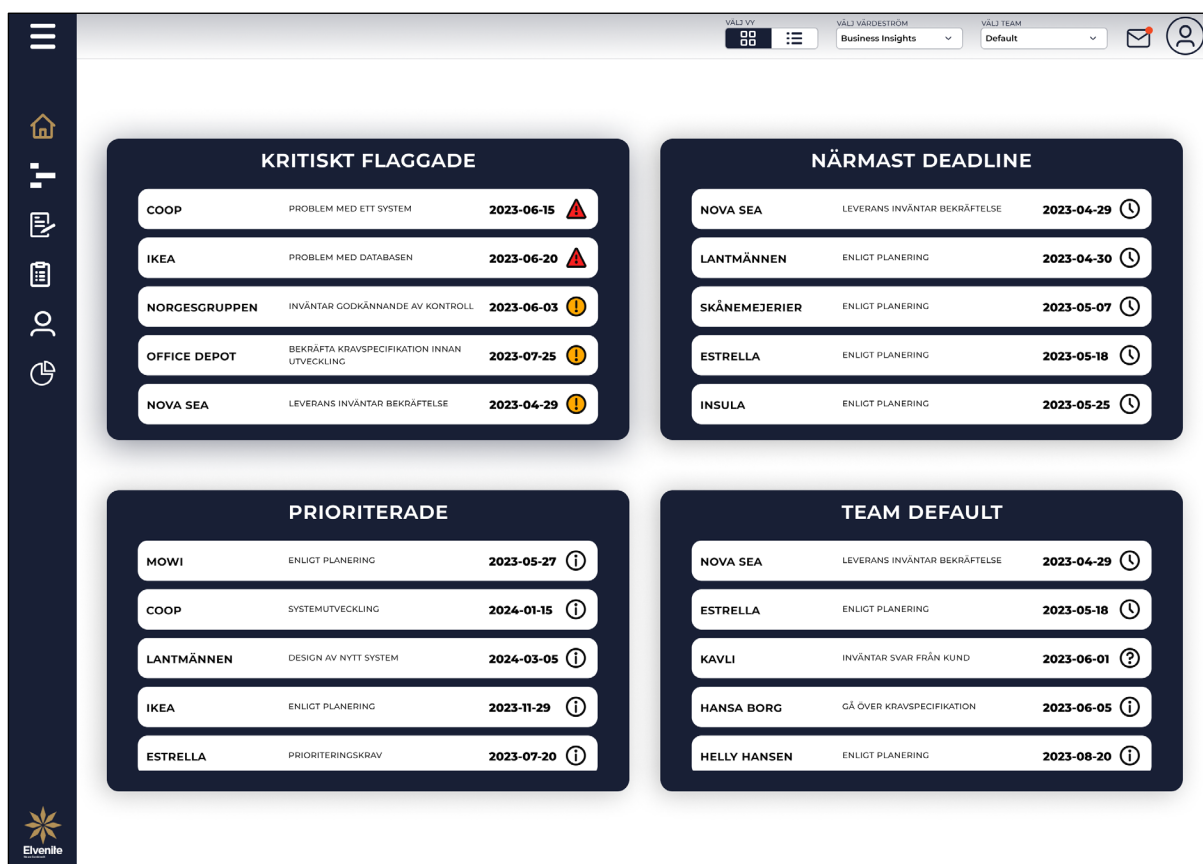 VÄLJ VY
VÄLJ VÄRDESTRÖM
VÄLJ TEAM
Business Insights
Default
KRITISKT FLAGGADE
COOP PROBLEM MED ETT SYSTEM 2023-06-15
IKEA PROBLEM MED DATABASEN 2023-06-20
NORGESGRUPPEN INVÄNTAR GODKÄNNANDE AV KONTROLL 2023-06-03
OFFICE DEPOT BEKRÄFTA KRAVSPECIFIKATION INNAN
UTVECKLING 2023-07-25
NOVA SEA LEVERANS INVÄNTAR BEKRÄFTELSE 2023-04-29
NÄRMAST DEADLINE
NOVA SEA LEVERANS INVÄNTAR BEKRÄFTELSE 2023-04-29
LANTMÄNNEN ENLIGT PLANERING 2023-04-30
SKÅNEMEJERIER ENLIGT PLANERING 2023-05-07
ESTRELLA ENLIGT PLANERING 2023-05-18
INSULA ENLIGT PLANERING 2023-05-25
PRIORITERADE
MOWI ENLIGT PLANERING 2023-05-27
COOP SYSTEMUTVECKLING 2024-01-15
LANTMÄNNEN DESIGN AV NYTT SYSTEM 2024-03-05
IKEA ENLIGT PLANERING 2023-11-29
ESTRELLA PRIORITERINGSKRAV 2023-07-20
TEAM DEFAULT
NOVA SEA LEVERANS INVÄNTAR BEKRÄFTELSE 2023-04-29
ESTRELLA ENLIGT PLANERING 2023-05-18
KAVLI INVÄNTAR SVAR FRÅN KUND 2023-06-01
HANSA BORG GÅ ÖVER KRAVSPECIFIKATION 2023-06-05
HELLY HANSEN ENLIGT PLANERING 2023-08-20
Elvenile